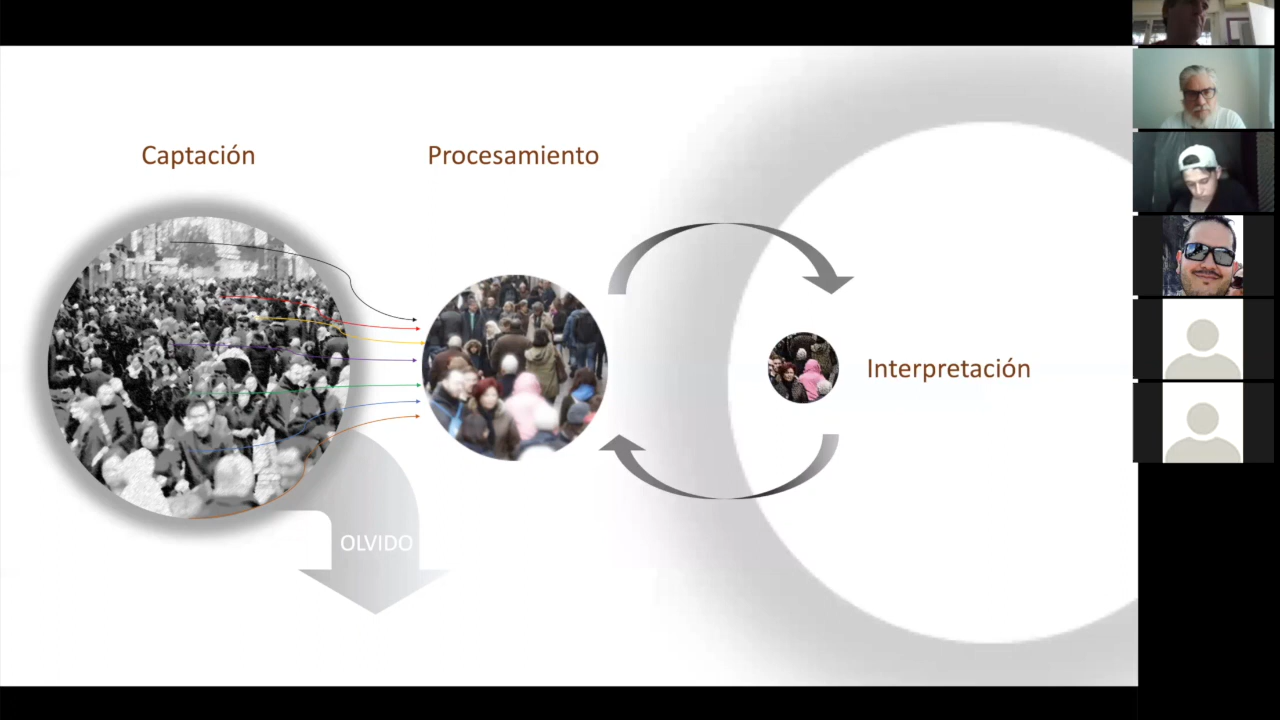 Captación
Procesamiento
Interpretación
OLVIDO